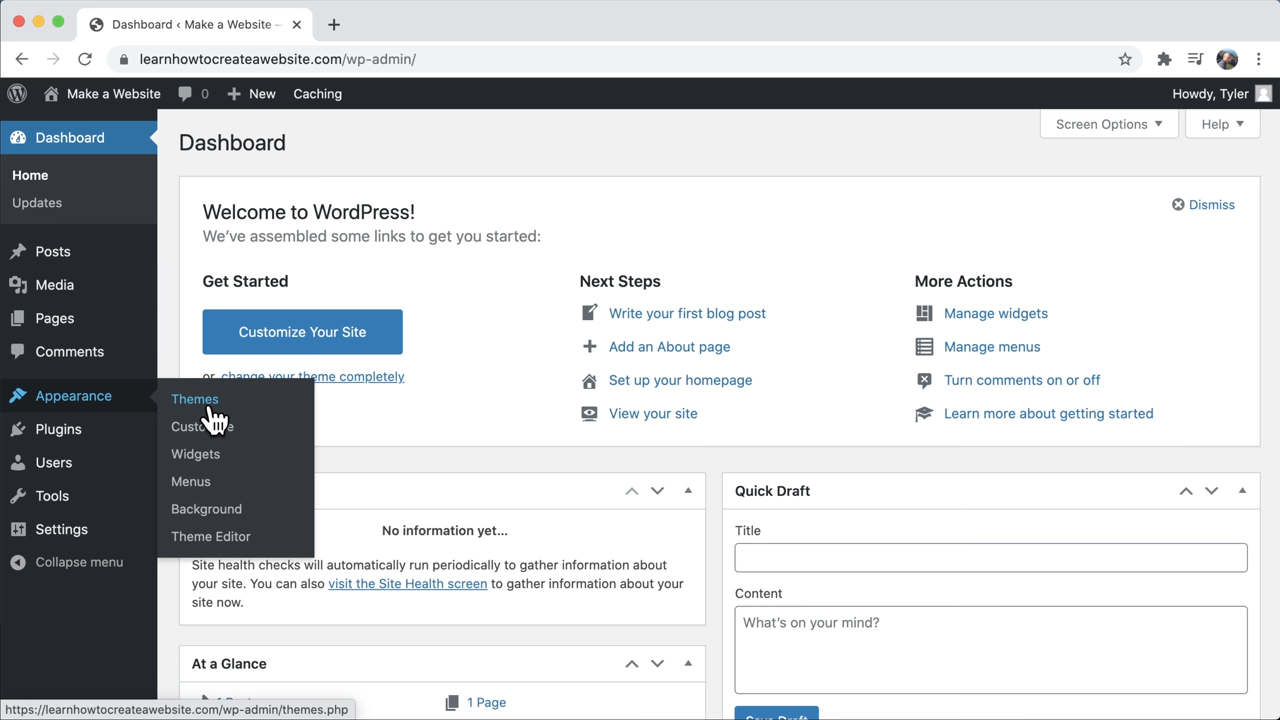 Dashboard ‹ Make a Website –
learnhowtocreateawebsite.com/wp-admin/
Make a Website 0 New Caching Howdy, Tyler
Screen Options Help
Dashboard
Home
Updates
Posts
Media
Pages
Comments
Appearance
Plugins
Users
Tools
Settings
Collapse menu
Themes
Widgets
Menus
Background
Theme Editor
Dashboard
Welcome to WordPress!
Dismiss
We've assembled some links to get you started:
Get Started
Customize Your Site
or change your theme completely
Next Steps
Write your first blog post
Add an About page
Set up your homepage
View your site
More Actions
Manage widgets
Manage menus
Turn comments on or off
Learn more about getting started
No information yet...
Site health checks will automatically run periodically to gather information about
your site. You can also visit the Site Health screen to gather information about your
site now.
At a Glance
1 Page
Quick Draft
Title
Content
What's on your mind?
Save Draft
https://learnhowtocreateawebsite.com/wp-admin/themes.php